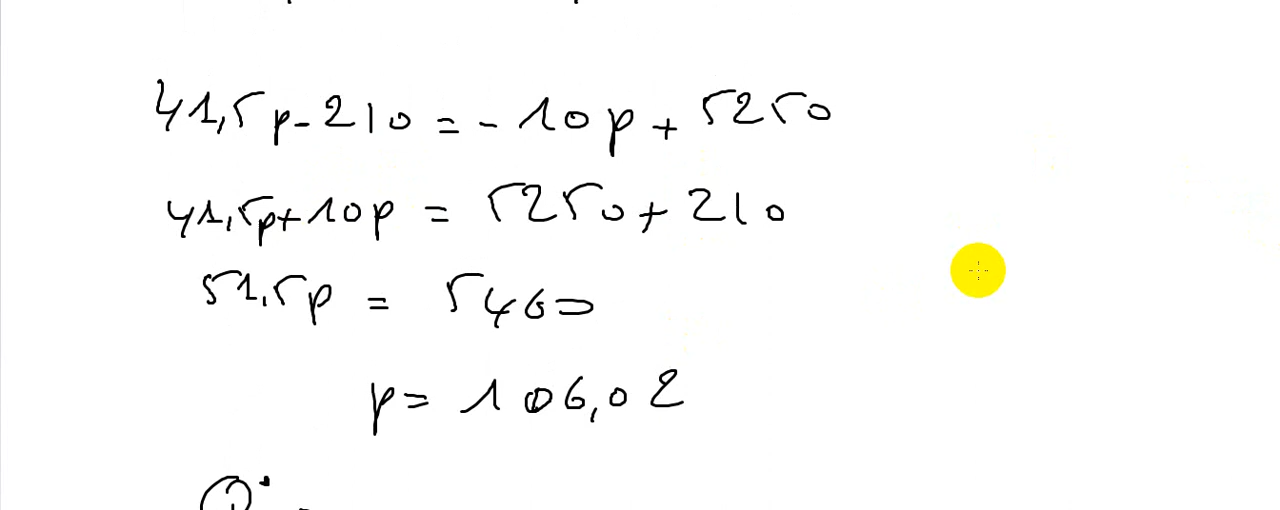 41,5p-210 = -10p + 5250
41,5p+10p = 5250+210
51,5p = 5460
p= 106,02